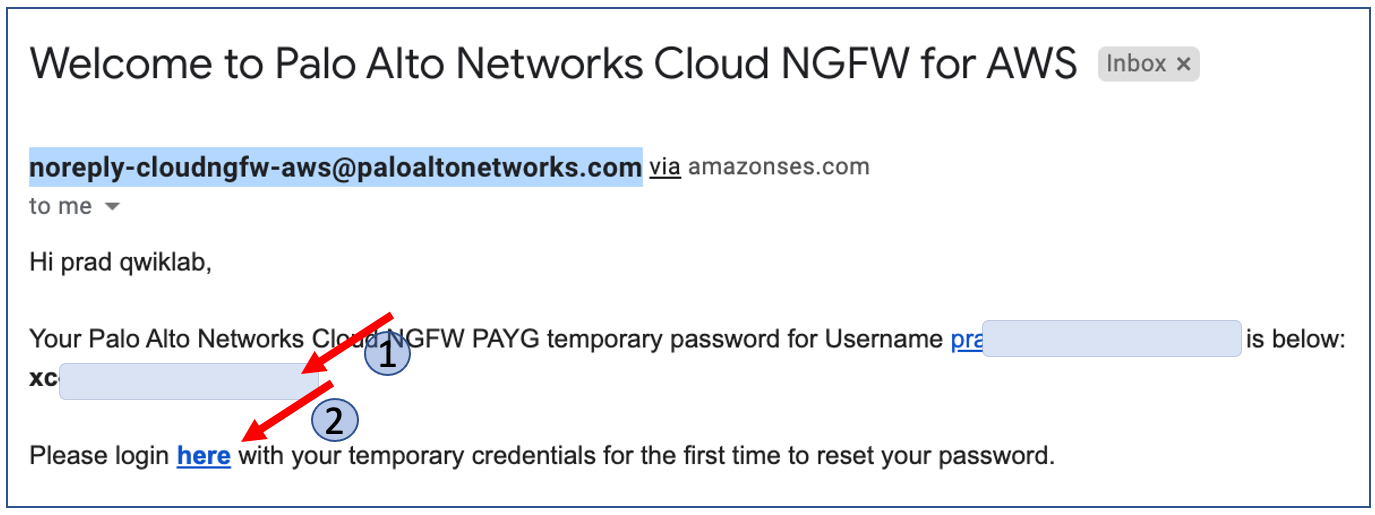 Welcome to Palo Alto Networks Cloud NGFW for AWS Inbox ×
noreply-cloudngfw-aws@paloaltonetworks.com via amazonses.com
to me
Hi prad qwiklab,
Your Palo Alto Networks Cloud NGFW PAYG temporary password for Username pra is below:
1
xc
2
Please login here with your temporary credentials for the first time to reset your password.